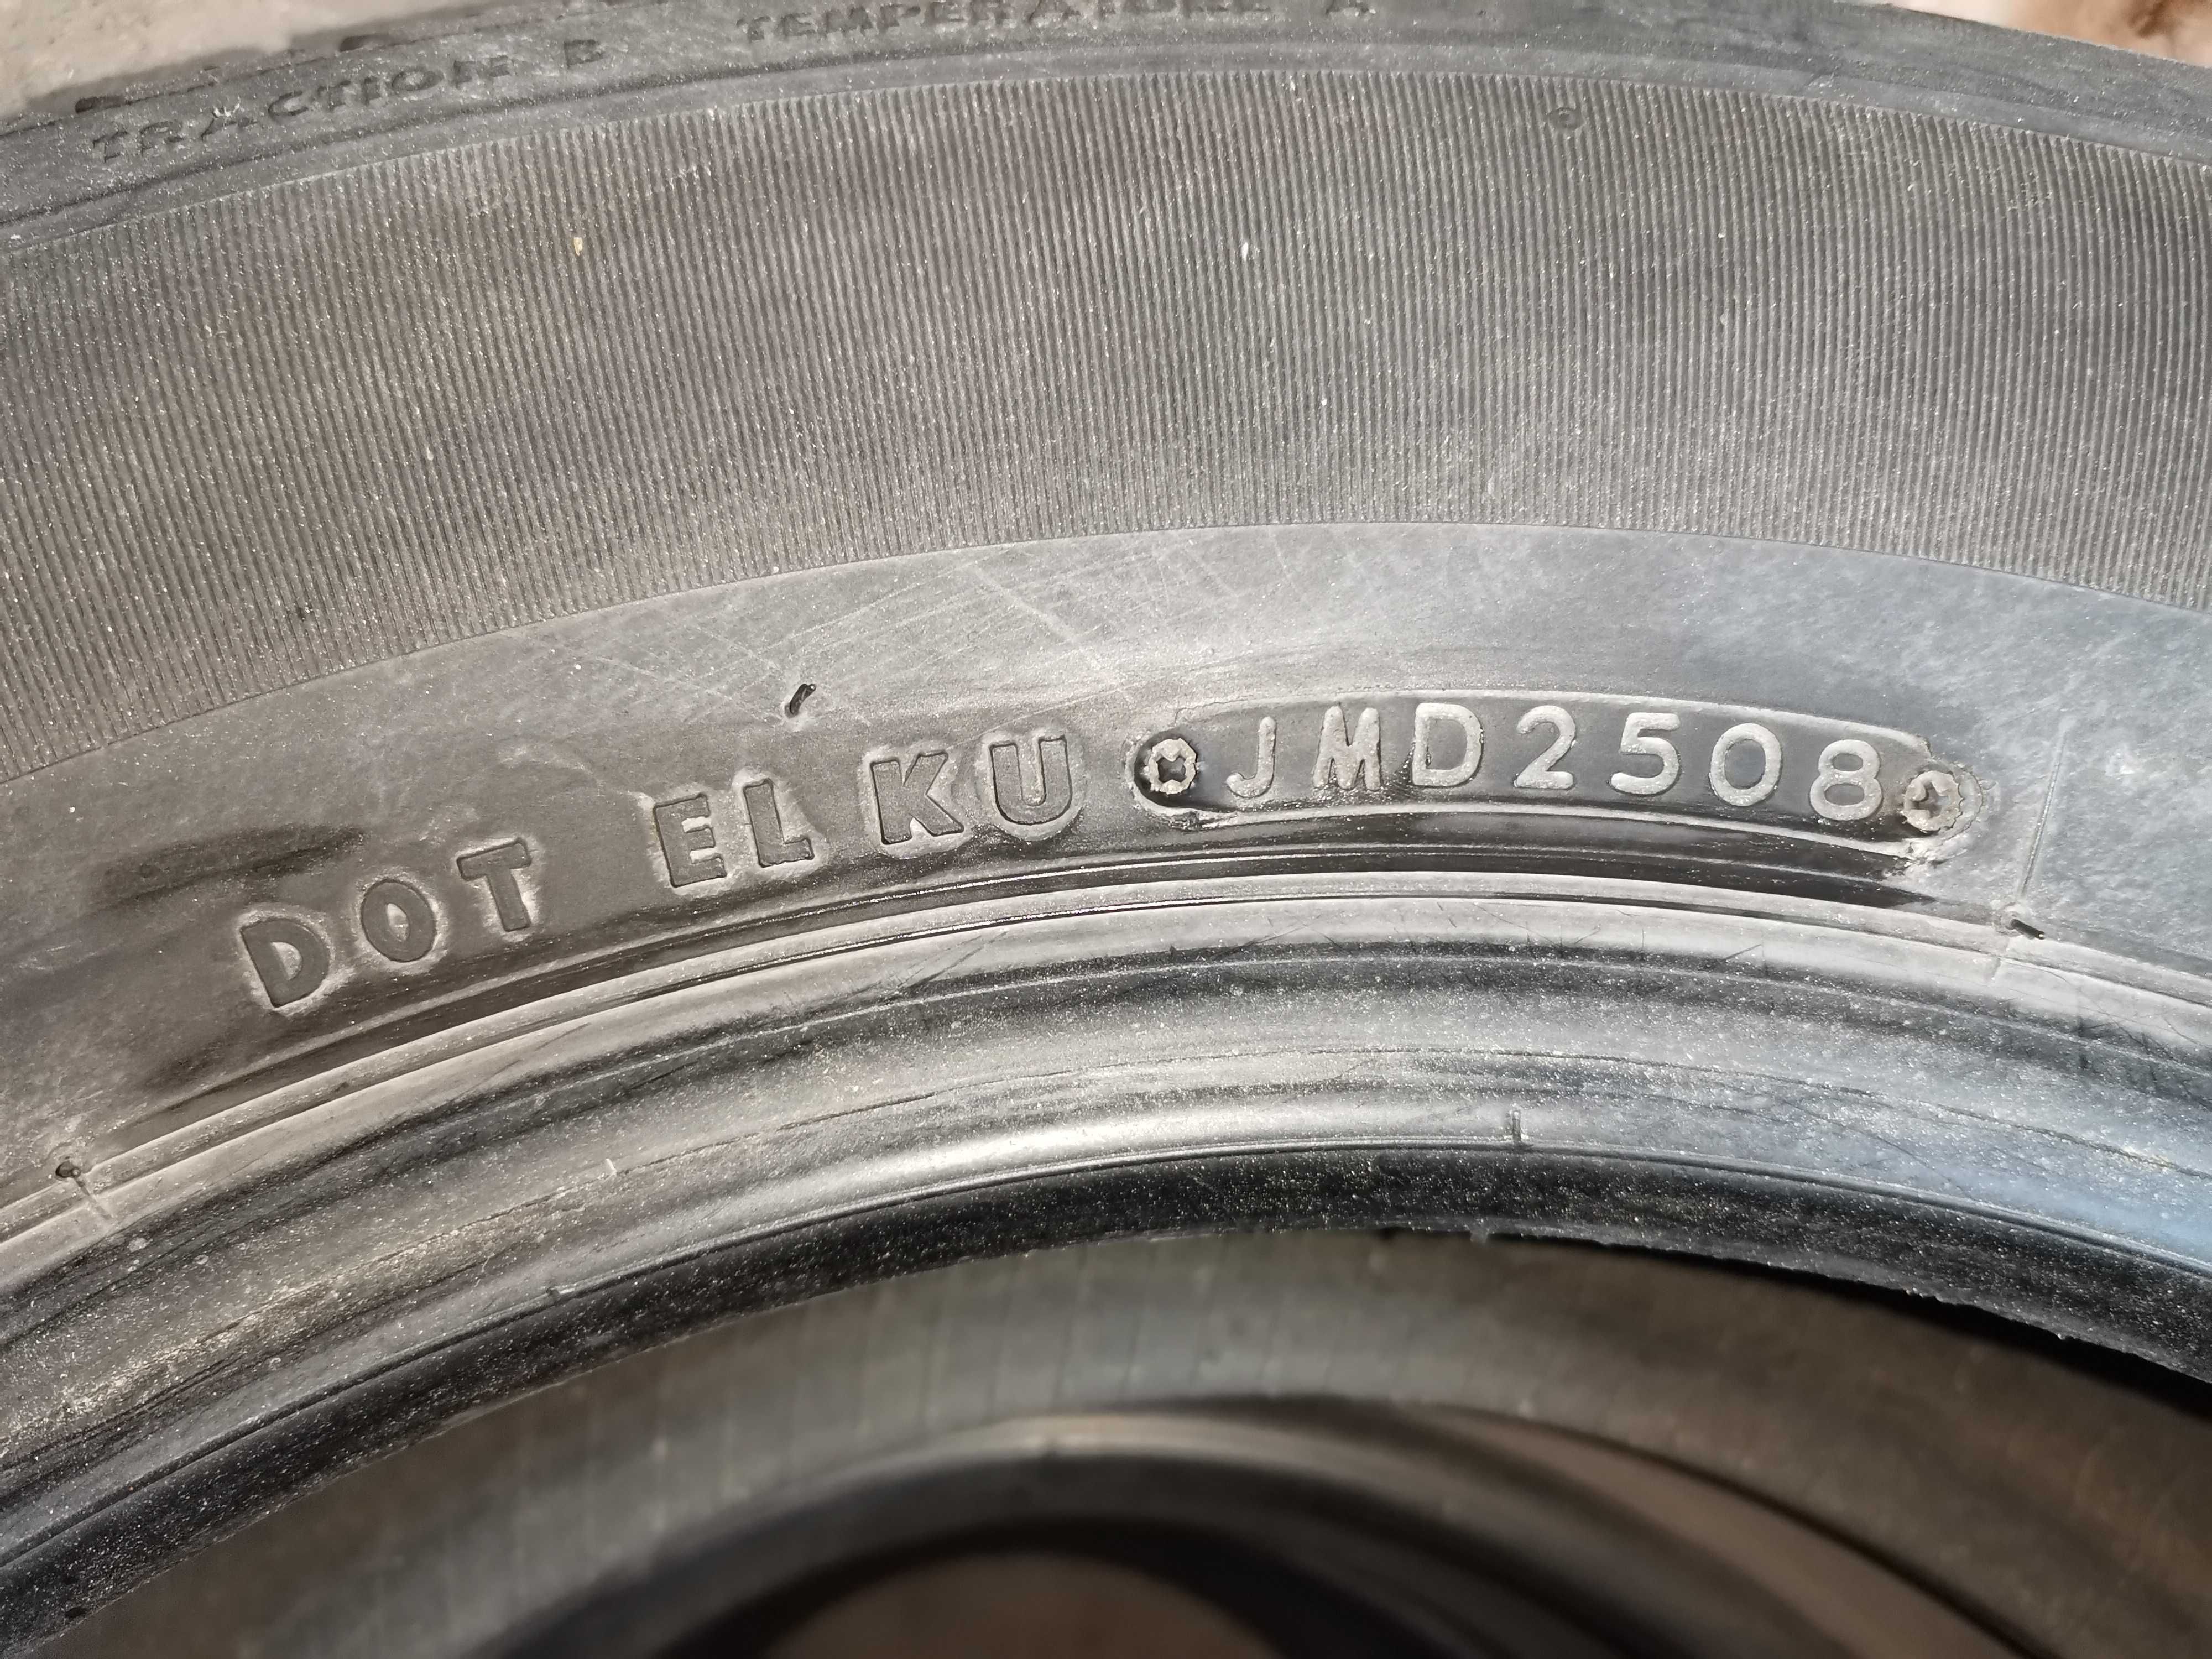 TRACTION B TEMPERATURE A
DOT EL KU JMD2508